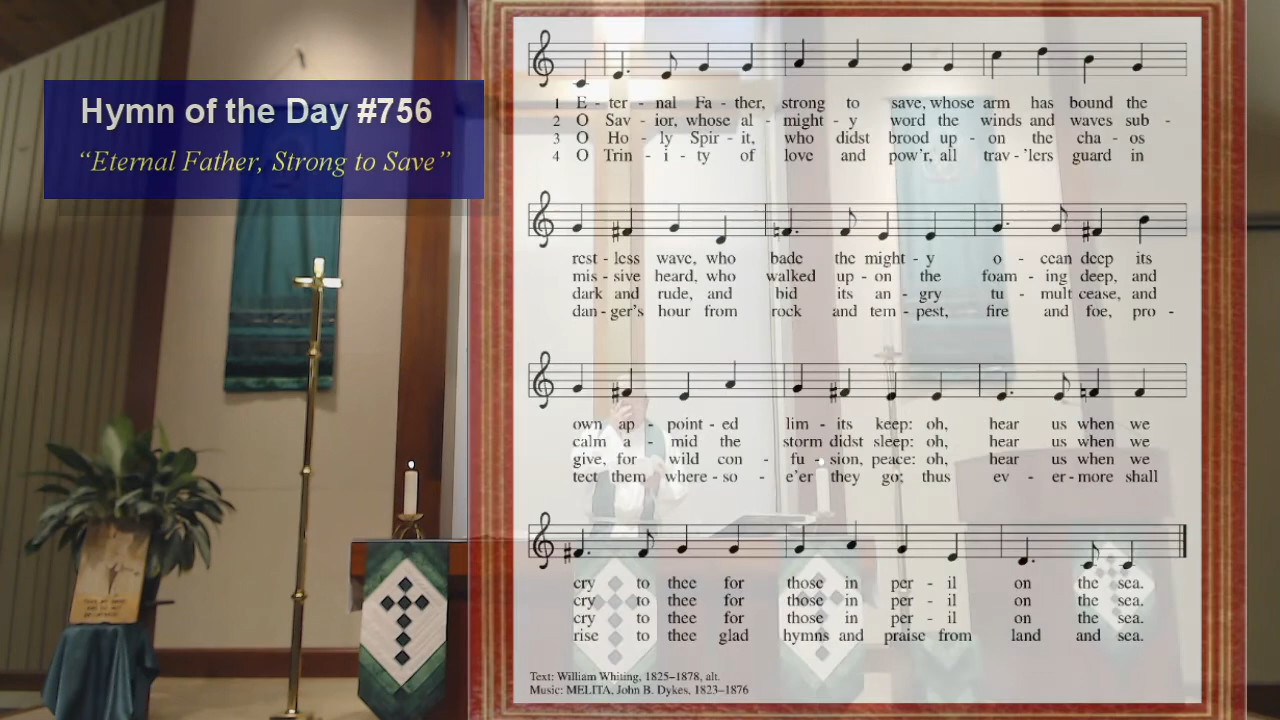 Hymn of the Day #756
“Eternal Father, Strong to Save”
1 E - ter - nal Fa - ther, strong to save, whose arm has bound the
2 O Sav - ior, whose al - might - y word the winds and waves sub -
3 O Ho - ly Spir - it, who didst brood up - on the cha - os
4 O Trin - i - ty of love and pow'r, all trav - 'lers guard in
rest - less wave, who bade the might - y o - cean deep its
mis - sive heard, who walked up - on the foam - ing deep, and
dark and rude, and bid its an - gry tu - mult cease, and
dan - ger's hour from rock and tem - pest, fire and foe, pro -
own ap - point - ed lim - its keep: oh, hear us when we
calm a - mid the storm didst sleep: oh, hear us when we
give, for wild con - fu - sion, peace: oh, hear us when we
tect them where - so - e'er they go; thus ev - er - more shall
cry to thee for those in per - il on the sea.
cry to thee for those in per - il on the sea.
cry to thee for those in per - il on the sea.
rise to thee glad hymns and praise from land and sea.
Text: William Whiting, 1825–1878, alt.
Music: MELITA, John B. Dykes, 1823–1876